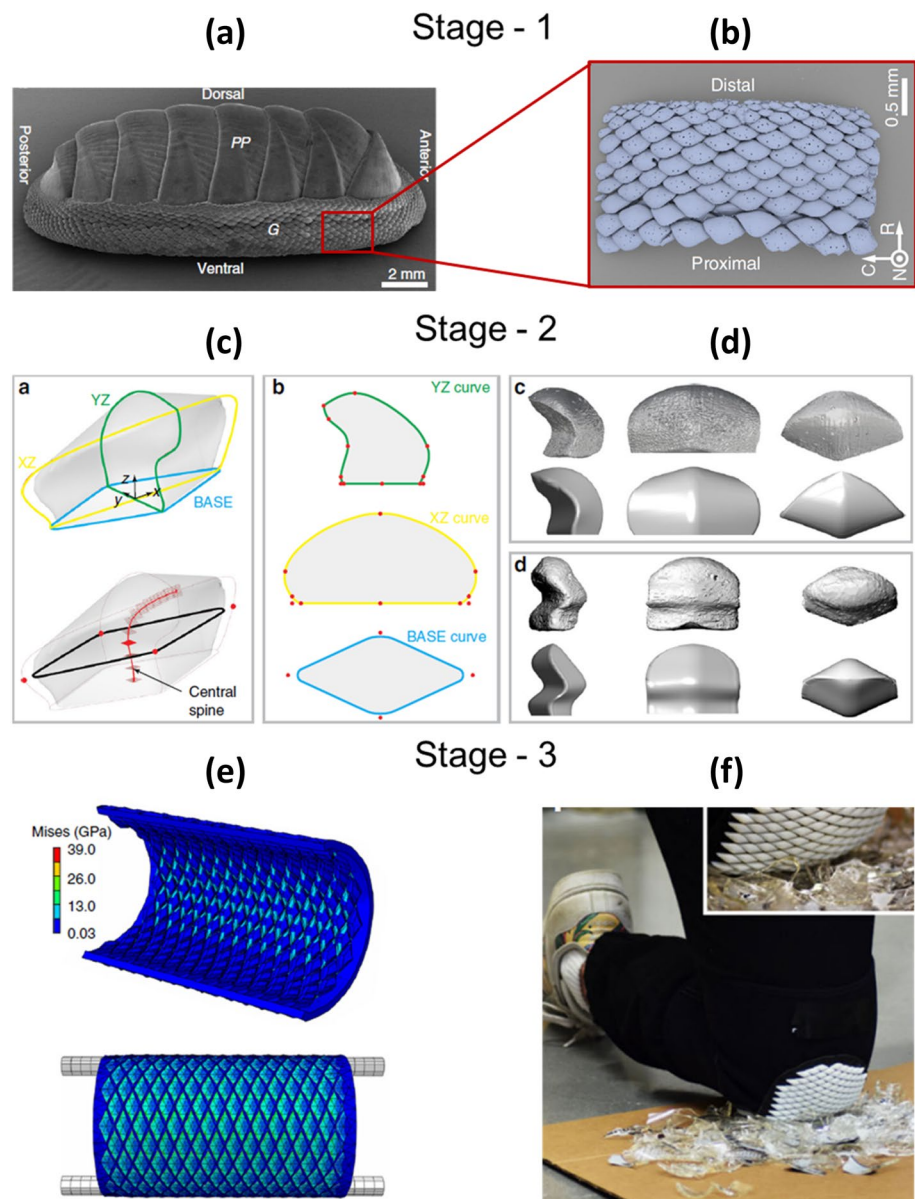 (a)
Stage - 1
(b)
Dorsal
Posterior
PP
Anterior
G
Ventral
2 mm
Distal
0.5 mm
Proximal
R
C
N
Stage - 2
(c)
(d)
a
YZ
XZ
z
y
x
BASE
Central
spine
b
YZ curve
XZ curve
BASE curve
c
d
Stage - 3
(e)
(f)
Mises (GPa)
39.0
26.0
13.0
0.03